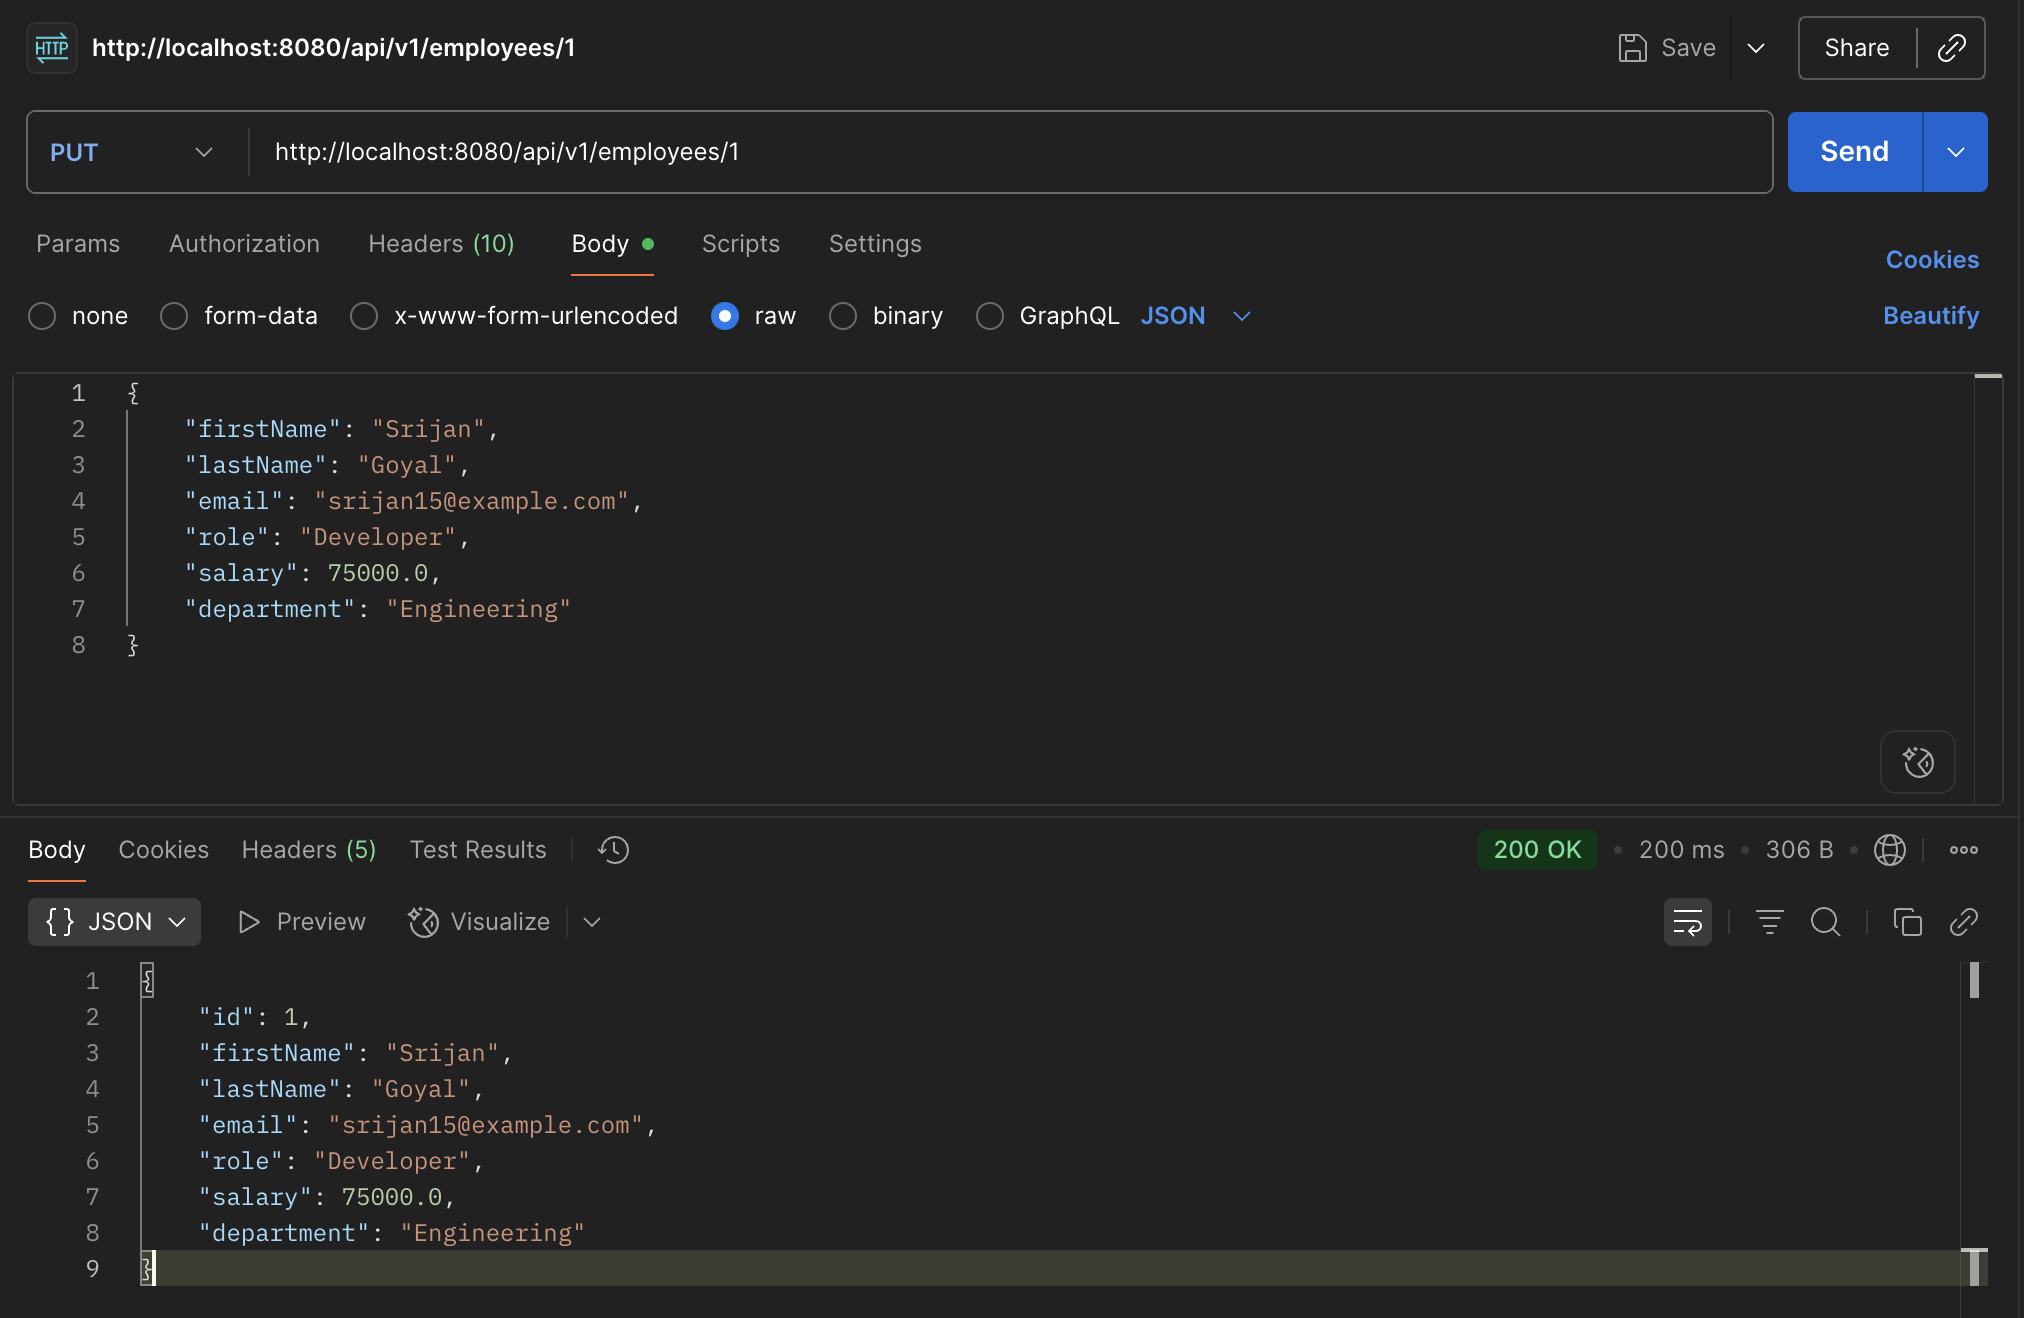 HTTP http://localhost:8080/api/v1/employees/1 Save Share
PUT http://localhost:8080/api/v1/employees/1 Send
Params Authorization Headers (10) Body Scripts Settings Cookies
none form-data x-www-form-urlencoded raw binary GraphQL JSON Beautify
1 {
2 "firstName": "Srijan",
3 "lastName": "Goyal",
4 "email": "srijan15@example.com",
5 "role": "Developer",
6 "salary": 75000.0,
7 "department": "Engineering"
8 }
Body Cookies Headers (5) Test Results 200 OK • 200 ms • 306 B •
{} JSON Preview Visualize
1 {
2 "id": 1,
3 "firstName": "Srijan",
4 "lastName": "Goyal",
5 "email": "srijan15@example.com",
6 "role": "Developer",
7 "salary": 75000.0,
8 "department": "Engineering"
9 }